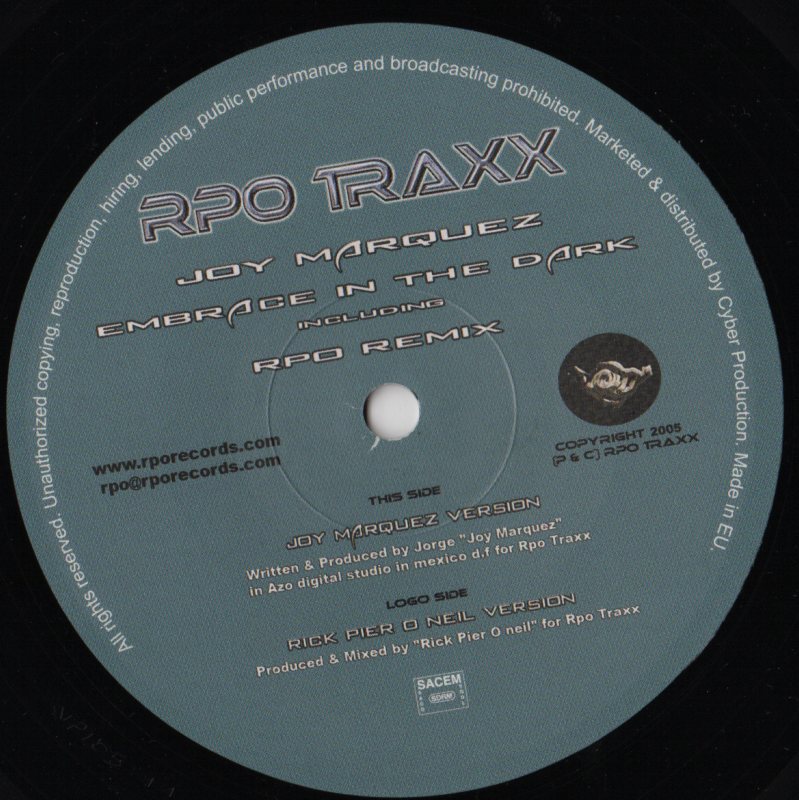 All rights reserved. Unauthorized copying, reproduction, hiring, lending, public performance and broadcasting prohibited. Marketed & distributed by Cyber Production. Made in EU.
RPO TRAXX
JOY MARQUEZ
EMBRACE IN THE DARK
INCLUDING
RPO REMIX
www.rporecords.com
rpo@rporecords.com
COPYRIGHT 2005
(P & C) RPO TRAXX
THIS SIDE
JOY MARQUEZ VERSION
Written & Produced by Jorge "Joy Marquez"
in Azo digital studio in mexico d.f for Rpo Traxx
LOGO SIDE
RICK PIER O NEIL VERSION
Produced & Mixed by "Rick Pier O neil" for Rpo Traxx
SACEM
SDRM